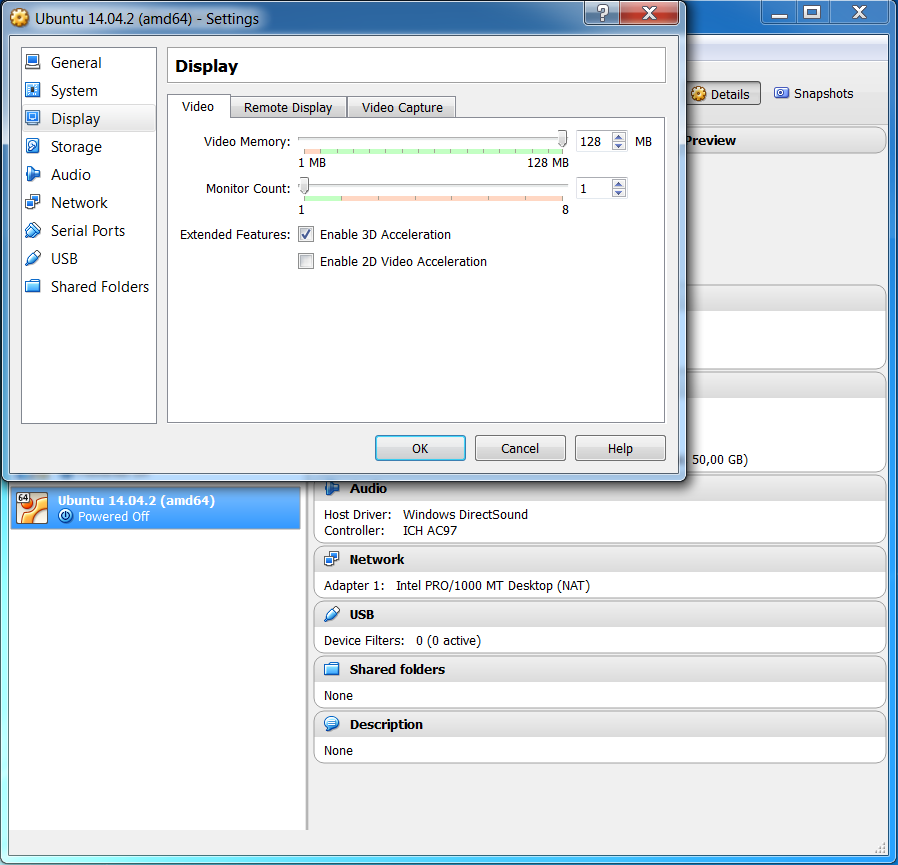 Ubuntu 14.04.2 (amd64) - Settings
?
General
System
Display
Storage
Audio
Network
Serial Ports
USB
Shared Folders
Display
Video Remote Display Video Capture
Video Memory: 128 MB
1 MB 128 MB
Monitor Count: 1
1 8
Extended Features: Enable 3D Acceleration
Enable 2D Video Acceleration
OK Cancel Help
Details Snapshots
Preview
50,00 GB)
64 Ubuntu 14.04.2 (amd64)
Powered Off
Audio
Host Driver: Windows DirectSound
Controller: ICH AC97
Network
Adapter 1: Intel PRO/1000 MT Desktop (NAT)
USB
Device Filters: 0 (0 active)
Shared folders
None
Description
None